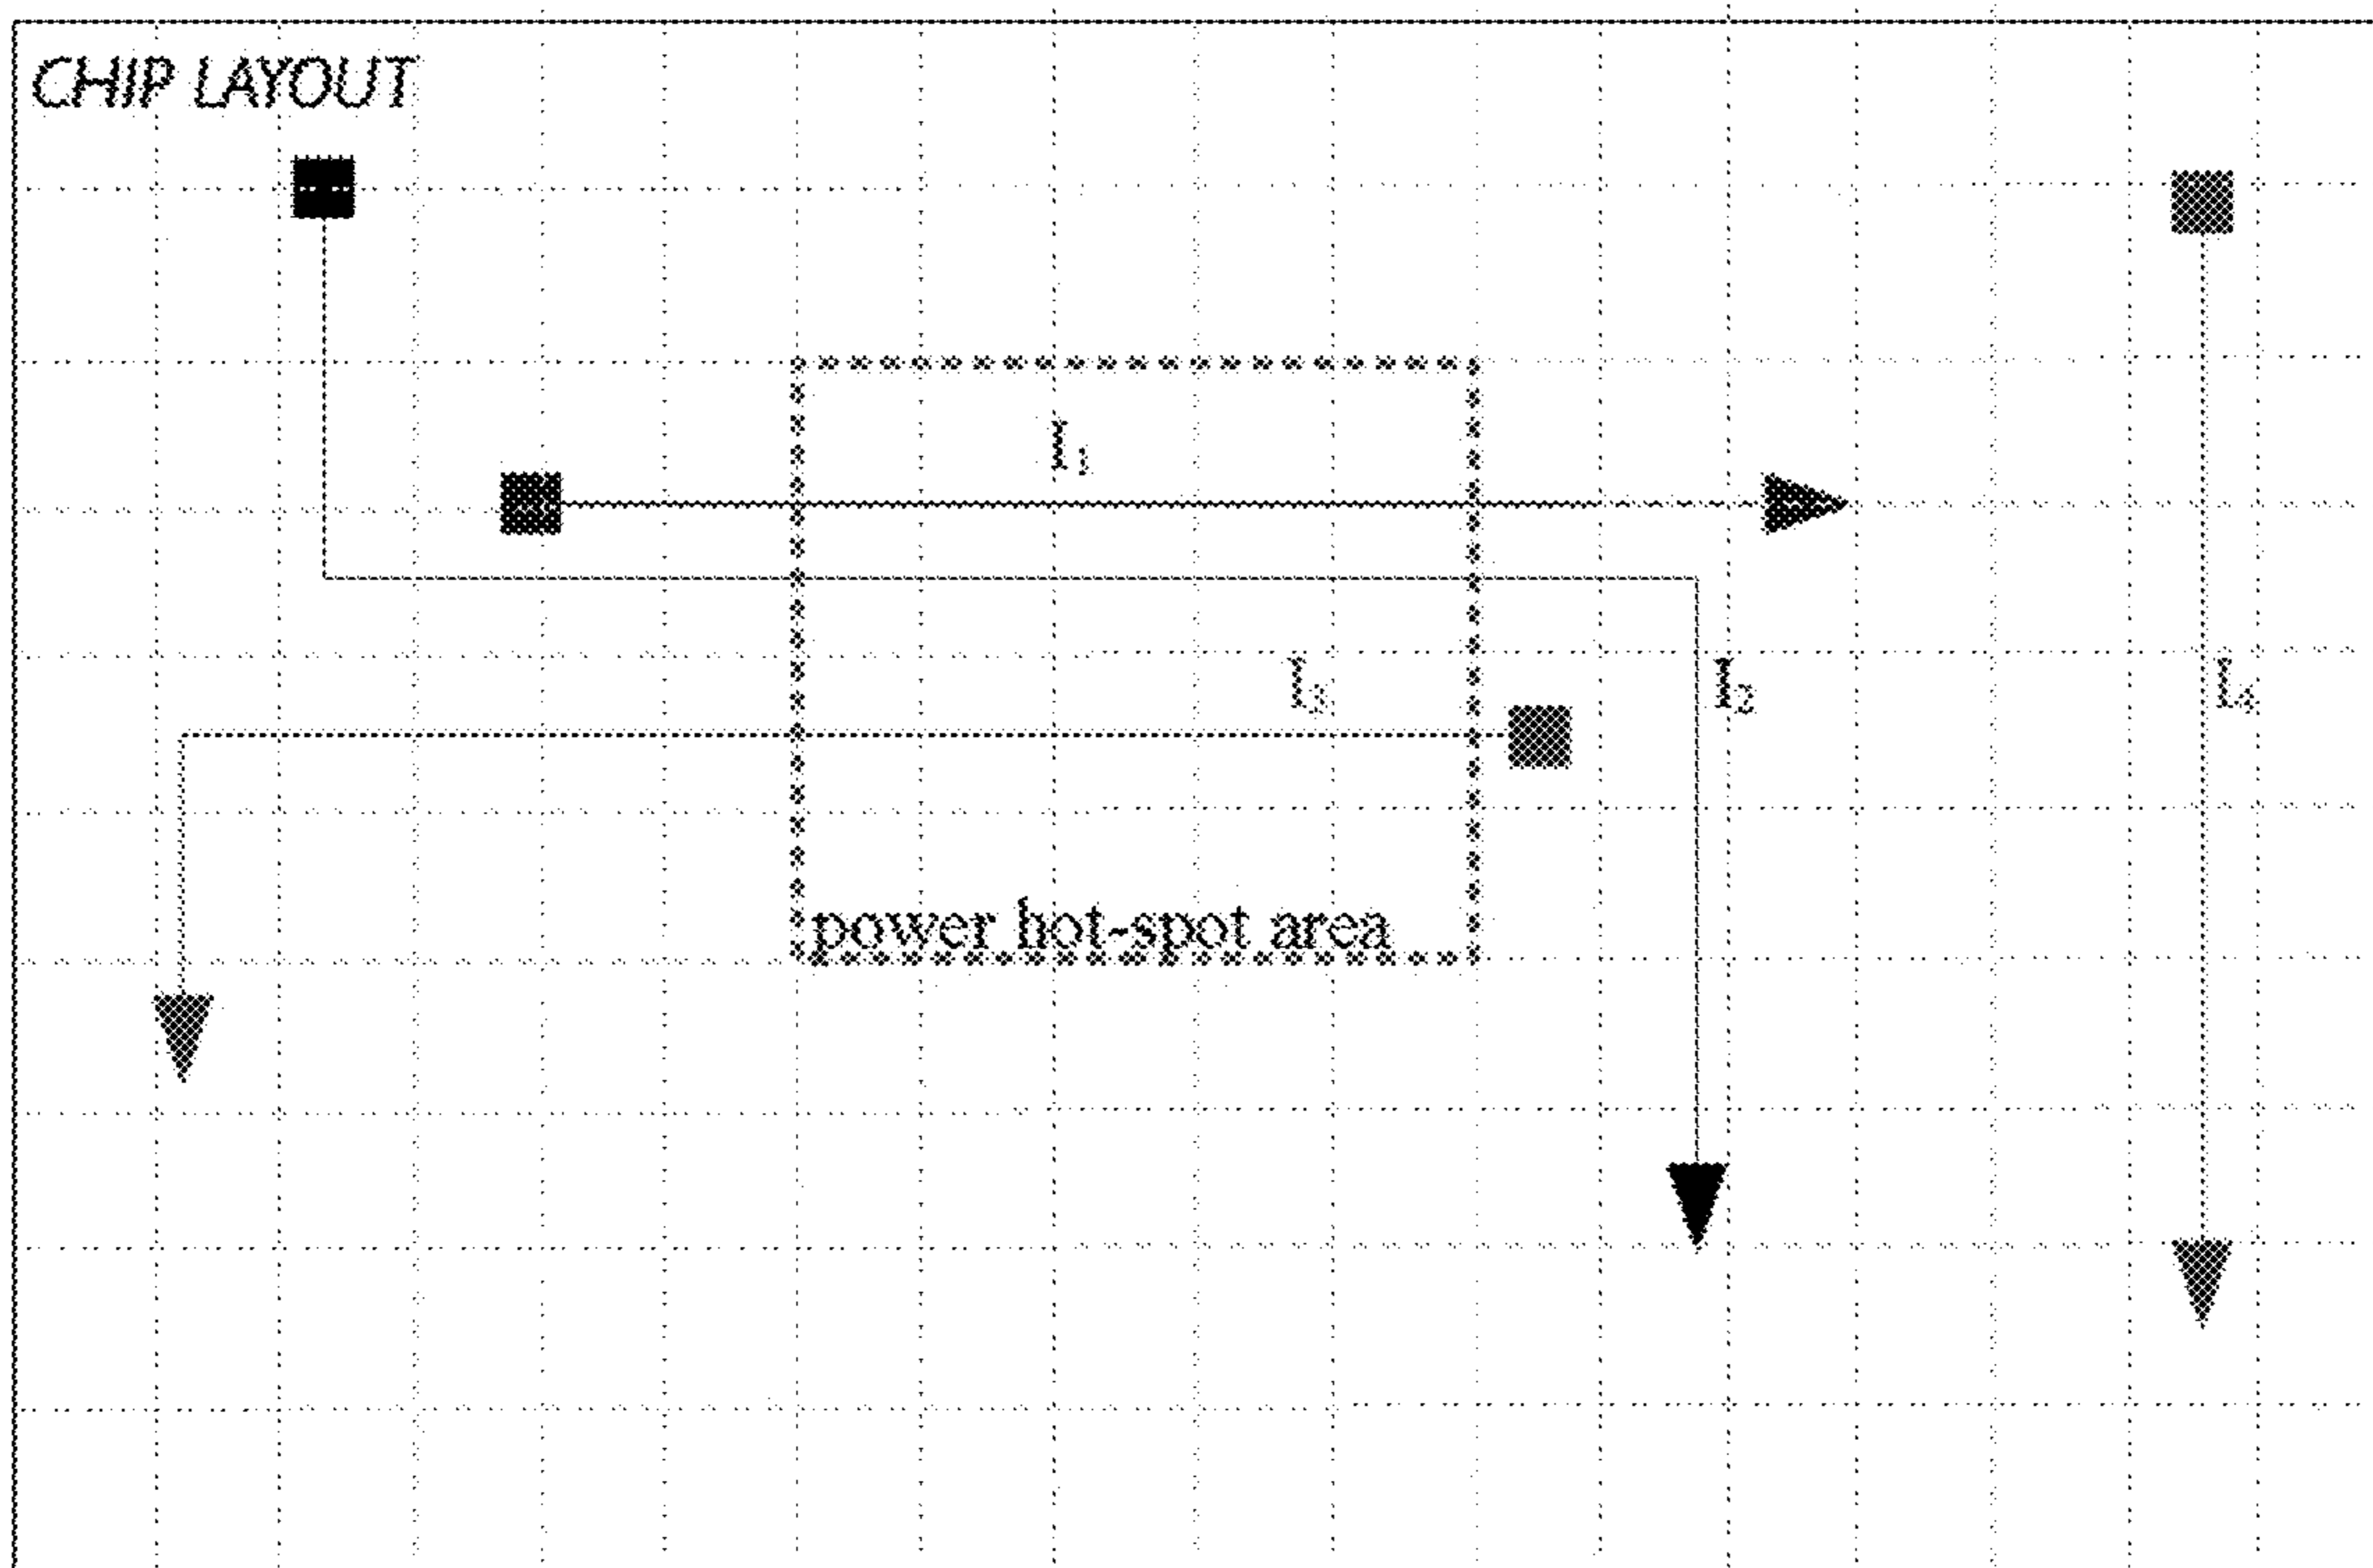 CHIP LAYOUT
I₁
I₃
I₂
I₄
power hot-spot area